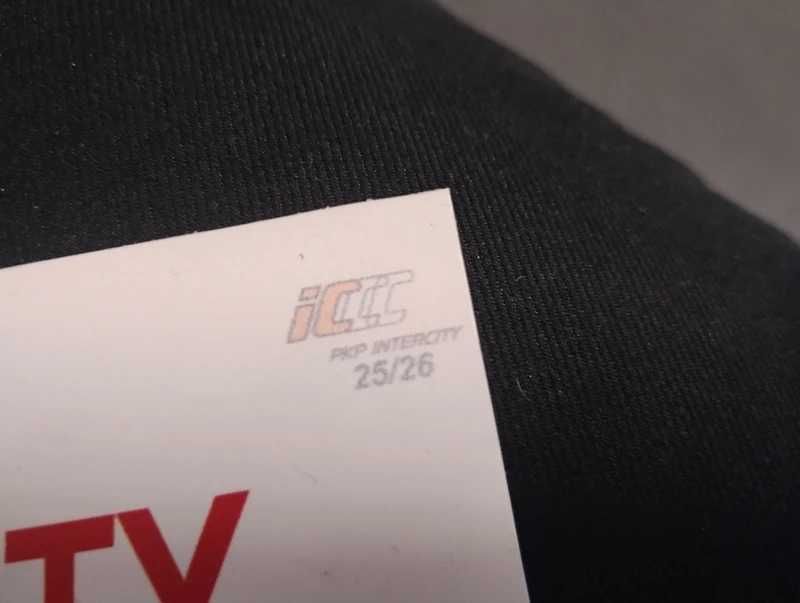 iC
PKP INTERCITY
25/26
TY